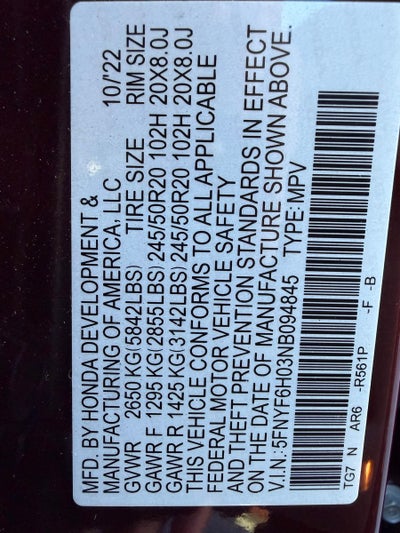 MFD. BY HONDA DEVELOPMENT &
MANUFACTURING OF AMERICA, LLC 10/'22
GVWR 2650 KG(5842LBS) TIRE SIZE RIM SIZE
GAWR F 1295 KG(2855LBS) 245/50R20 102H 20X8.0J
GAWR R 1425 KG(3142LBS) 245/50R20 102H 20X8.0J
THIS VEHICLE CONFORMS TO ALL APPLICABLE
FEDERAL MOTOR VEHICLE SAFETY
AND THEFT PREVENTION STANDARDS IN EFFECT
ON THE DATE OF MANUFACTURE SHOWN ABOVE.
V.I.N.: 5FNYF6H03NB094845 TYPE: MPV
TG7 N AR6 -R561P -F -B